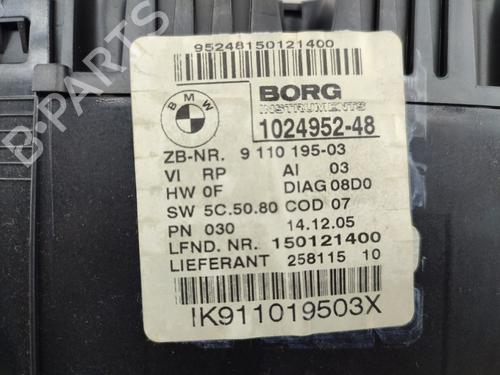 95248150121400
BMW
BORG
INSTRUMENTS
1024952-48
ZB-NR. 9 110 195-03
VI RP AI 03
HW 0F DIAG 08D0
SW 5C.50.80 COD 07
PN 030 14.12.05
LFND. NR. 150121400
LIEFERANT 258115 10
IK911019503X
B-PARTS